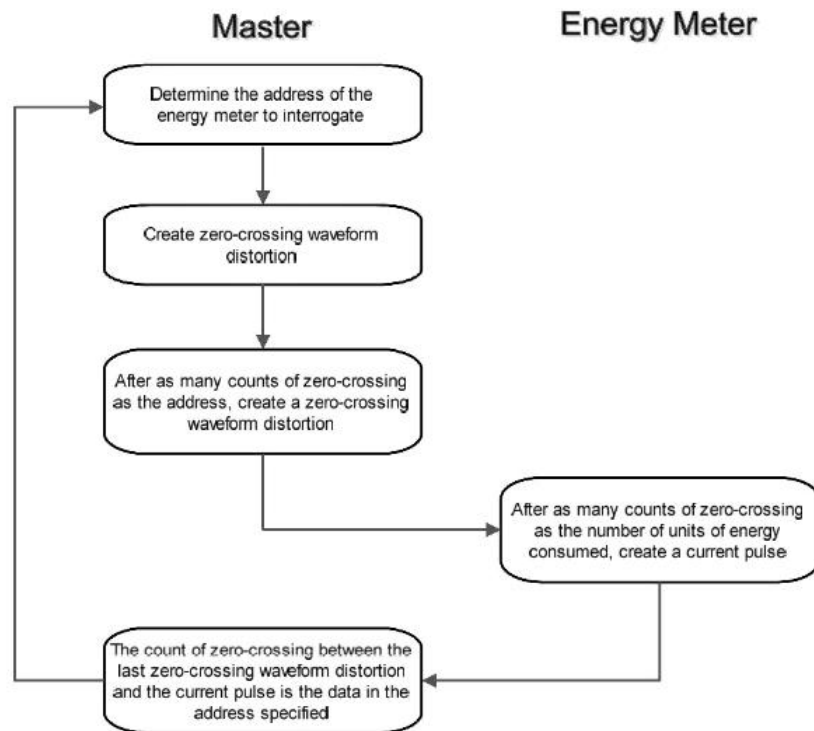 Master
Energy Meter
Determine the address of the
energy meter to interrogate
Create zero-crossing waveform
distortion
After as many counts of zero-crossing
as the address, create a zero-crossing
waveform distortion
After as many counts of zero-crossing
as the number of units of energy
consumed, create a current pulse
The count of zero-crossing between the
last zero-crossing waveform distortion
and the current pulse is the data in the
address specified